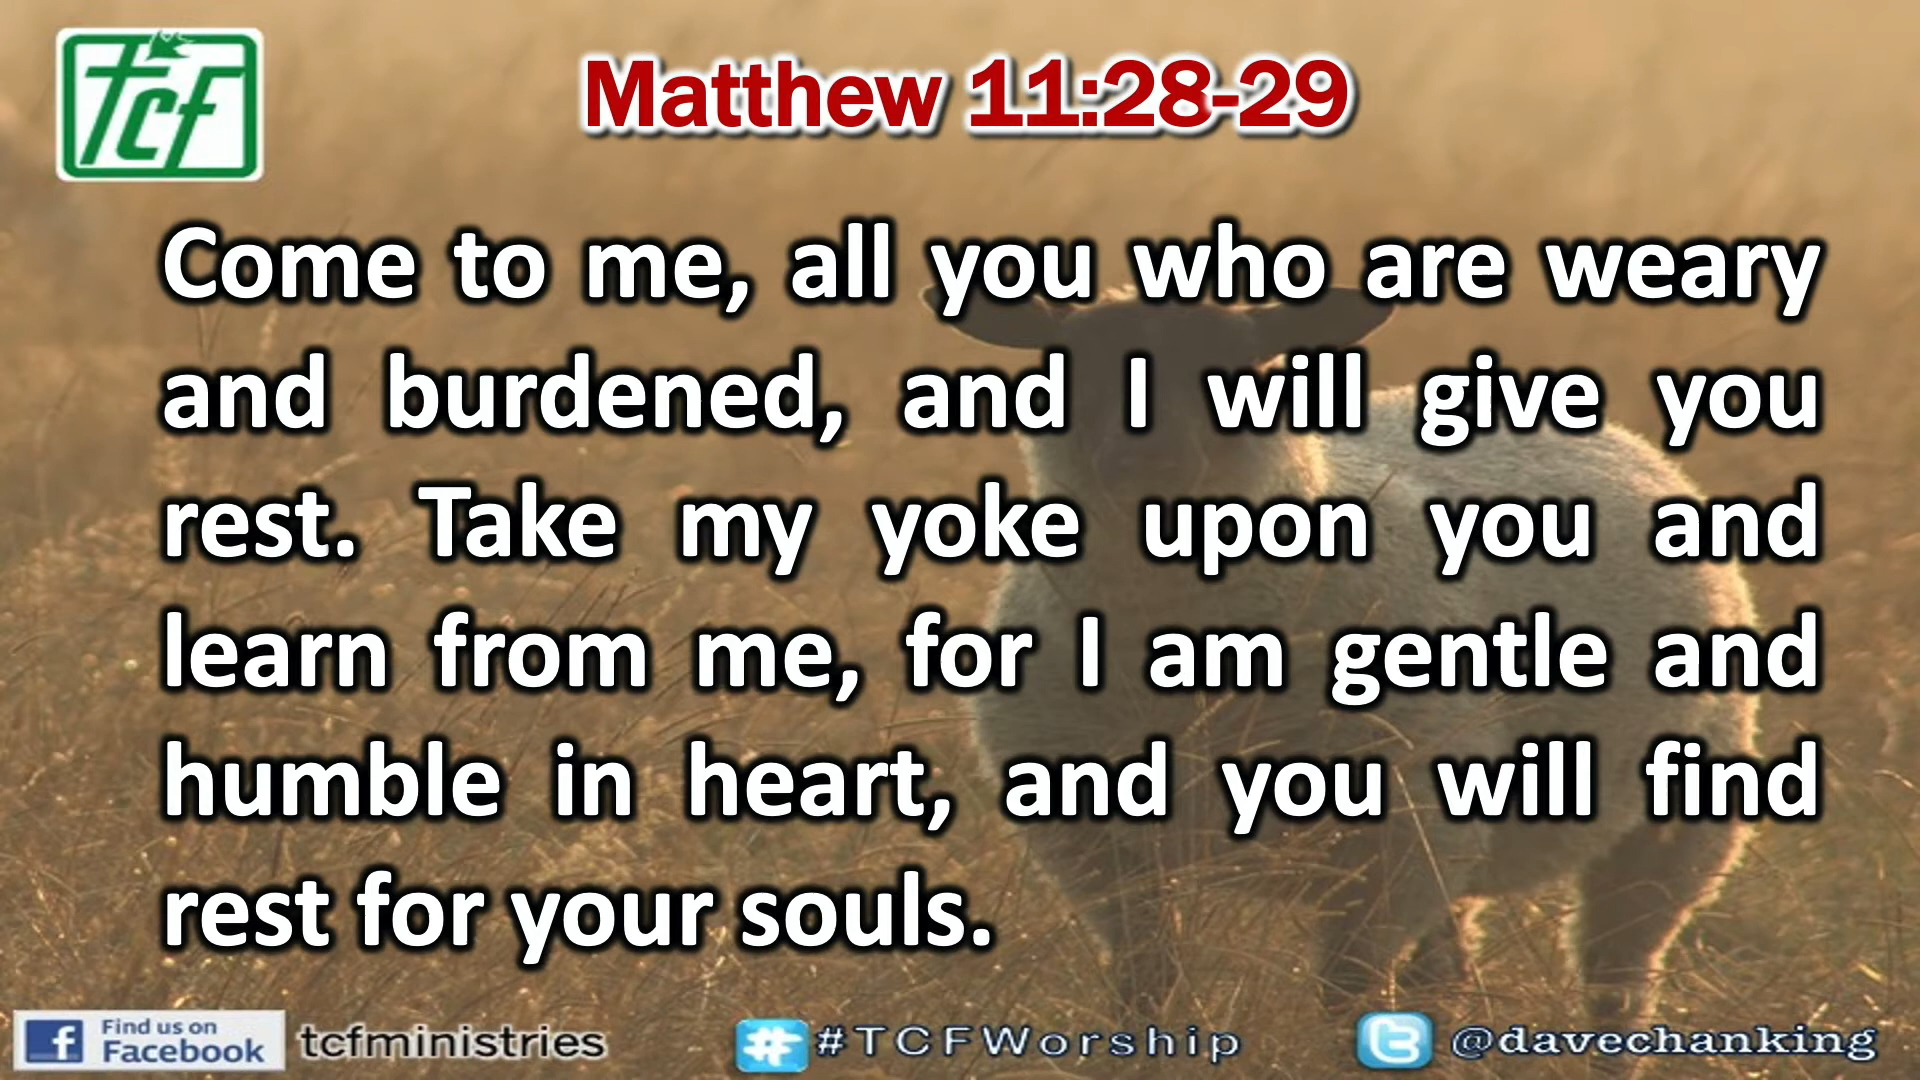 tcf
Matthew 11:28-29
Come to me, all you who are weary
and burdened, and I will give you
rest. Take my yoke upon you and
learn from me, for I am gentle and
humble in heart, and you will find
rest for your souls.
f Find us on
Facebook
tcfministries
# #TCFWorship
t @davechanking